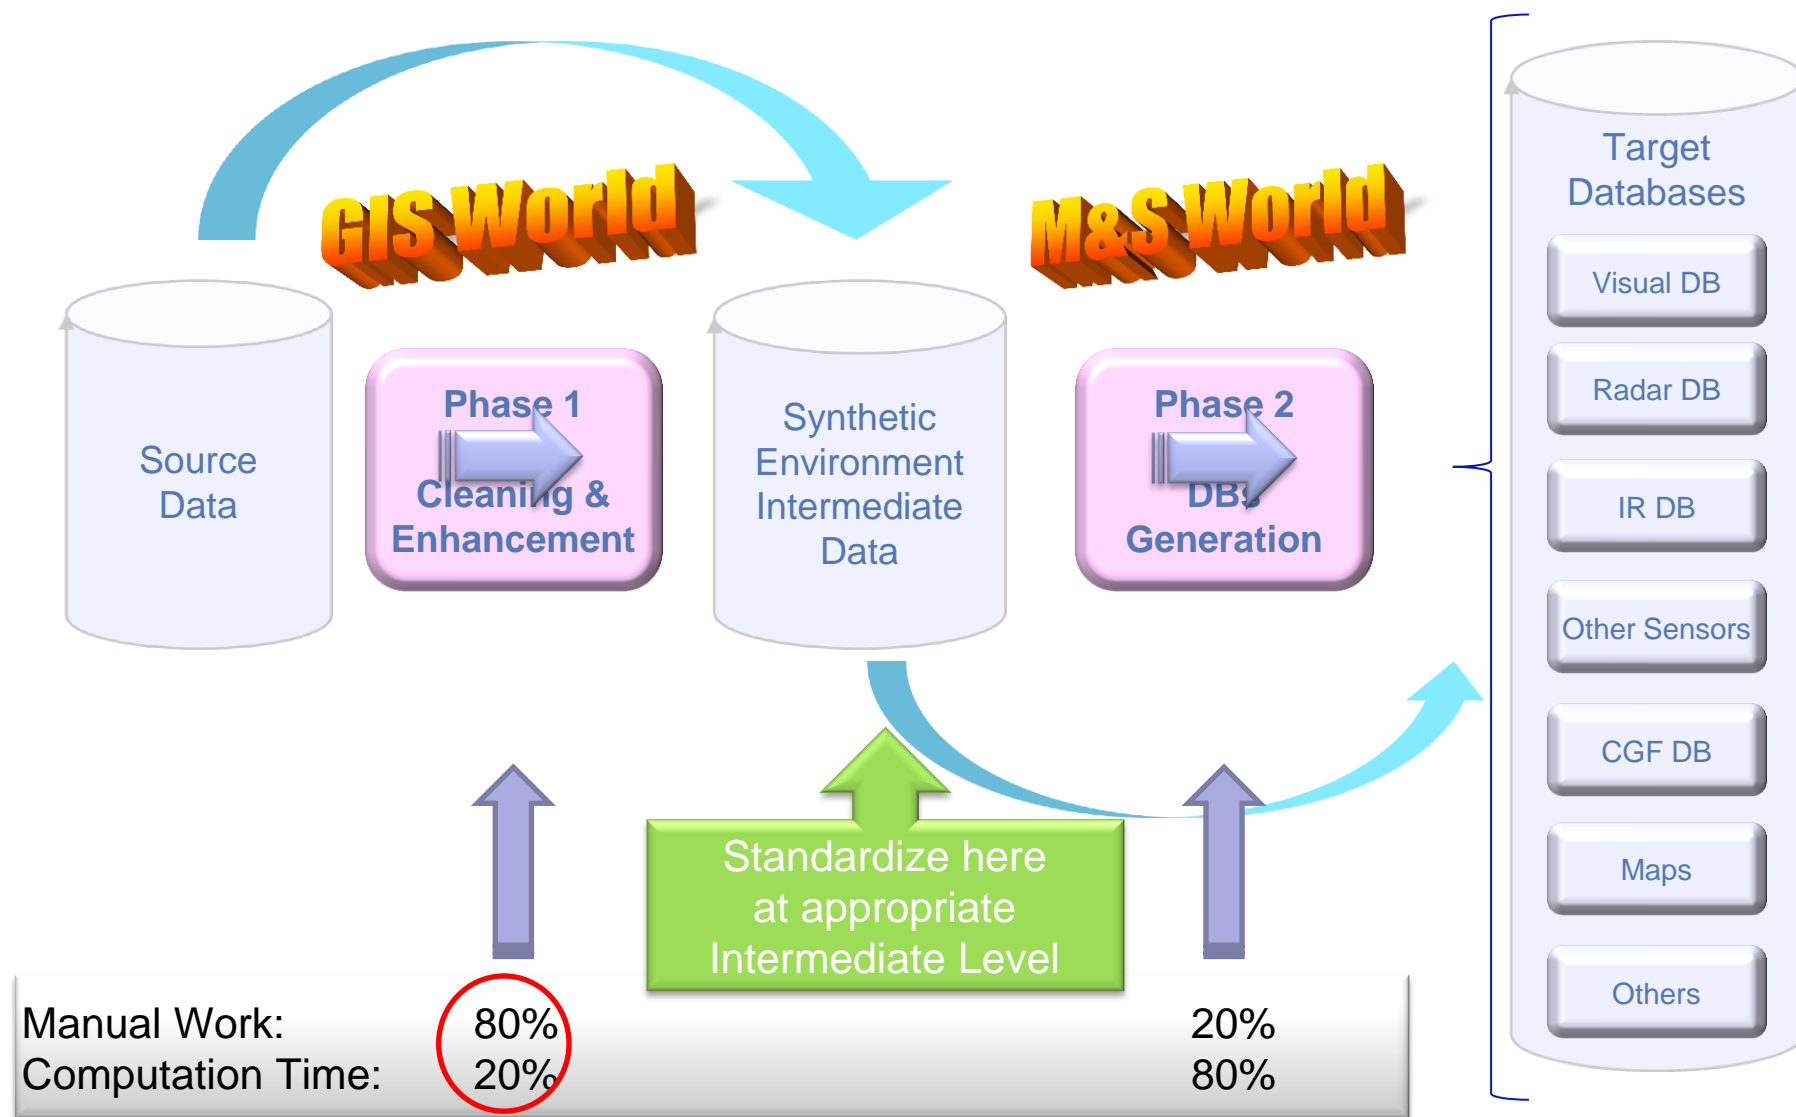 GIS World
M&S World
Source
Data
Phase 1
Cleaning &
Enhancement
Synthetic
Environment
Intermediate
Data
Phase 2
DBs
Generation
Target
Databases
Visual DB
Radar DB
IR DB
Other Sensors
CGF DB
Maps
Others
Standardize here
at appropriate
Intermediate Level
Manual Work: 80% 20%
Computation Time: 20% 80%